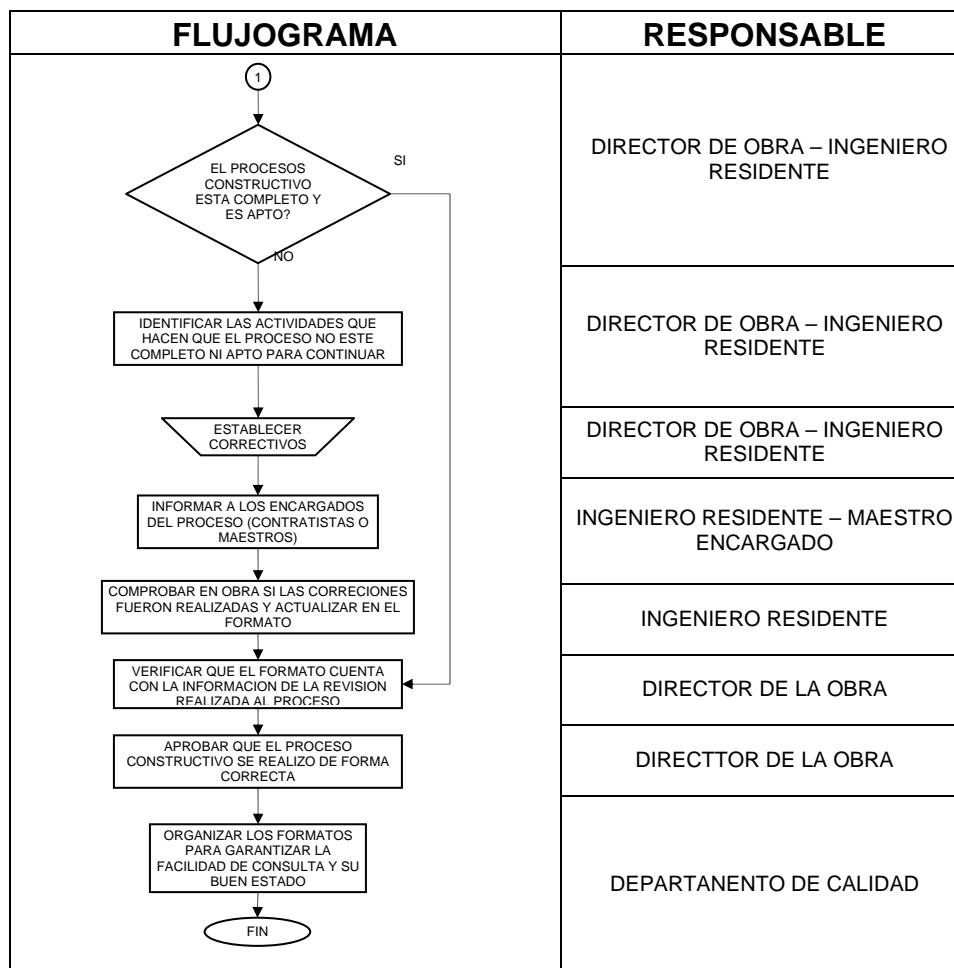 FLUJOGRAMA
RESPONSABLE
1
EL PROCESOS
CONSTRUCTIVO
ESTA COMPLETO Y
ES APTO?
SI
NO
DIRECTOR DE OBRA – INGENIERO
RESIDENTE
IDENTIFICAR LAS ACTIVIDADES QUE
HACEN QUE EL PROCESO NO ESTE
COMPLETO NI APTO PARA CONTINUAR
DIRECTOR DE OBRA – INGENIERO
RESIDENTE
ESTABLECER
CORRECTIVOS
DIRECTOR DE OBRA – INGENIERO
RESIDENTE
INFORMAR A LOS ENCARGADOS
DEL PROCESO (CONTRATISTAS O
MAESTROS)
INGENIERO RESIDENTE – MAESTRO
ENCARGADO
COMPROBAR EN OBRA SI LAS CORRECIONES
FUERON REALIZADAS Y ACTUALIZAR EN EL
FORMATO
INGENIERO RESIDENTE
VERIFICAR QUE EL FORMATO CUENTA
CON LA INFORMACION DE LA REVISION
REALIZADA AL PROCESO
DIRECTOR DE LA OBRA
APROBAR QUE EL PROCESO
CONSTRUCTIVO SE REALIZO DE FORMA
CORRECTA
DIRECTTOR DE LA OBRA
ORGANIZAR LOS FORMATOS
PARA GARANTIZAR LA
FACILIDAD DE CONSULTA Y SU
BUEN ESTADO
DEPARTANENTO DE CALIDAD
FIN